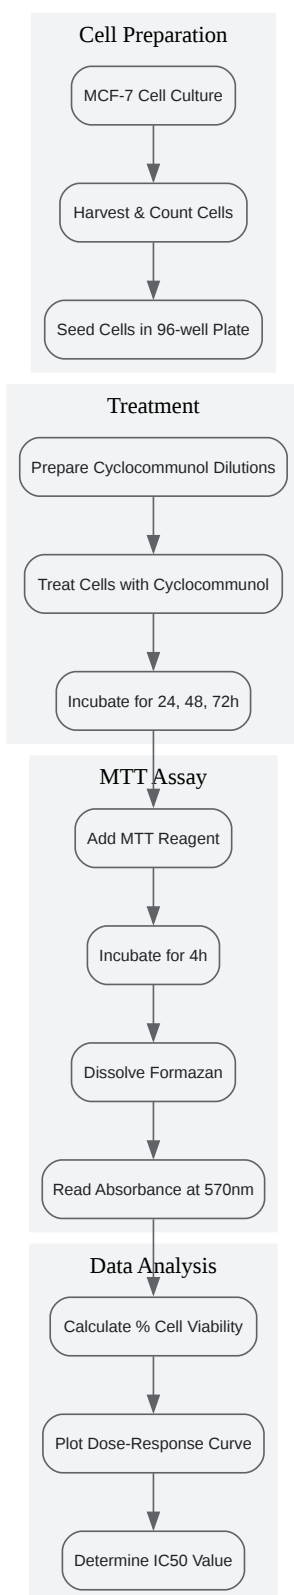 Cell Preparation
MCF-7 Cell Culture
Harvest & Count Cells
Seed Cells in 96-well Plate
Treatment
Prepare Cyclocommunol Dilutions
Treat Cells with Cyclocommunol
Incubate for 24, 48, 72h
MTT Assay
Add MTT Reagent
Incubate for 4h
Dissolve Formazan
Read Absorbance at 570nm
Data Analysis
Calculate % Cell Viability
Plot Dose-Response Curve
Determine IC50 Value